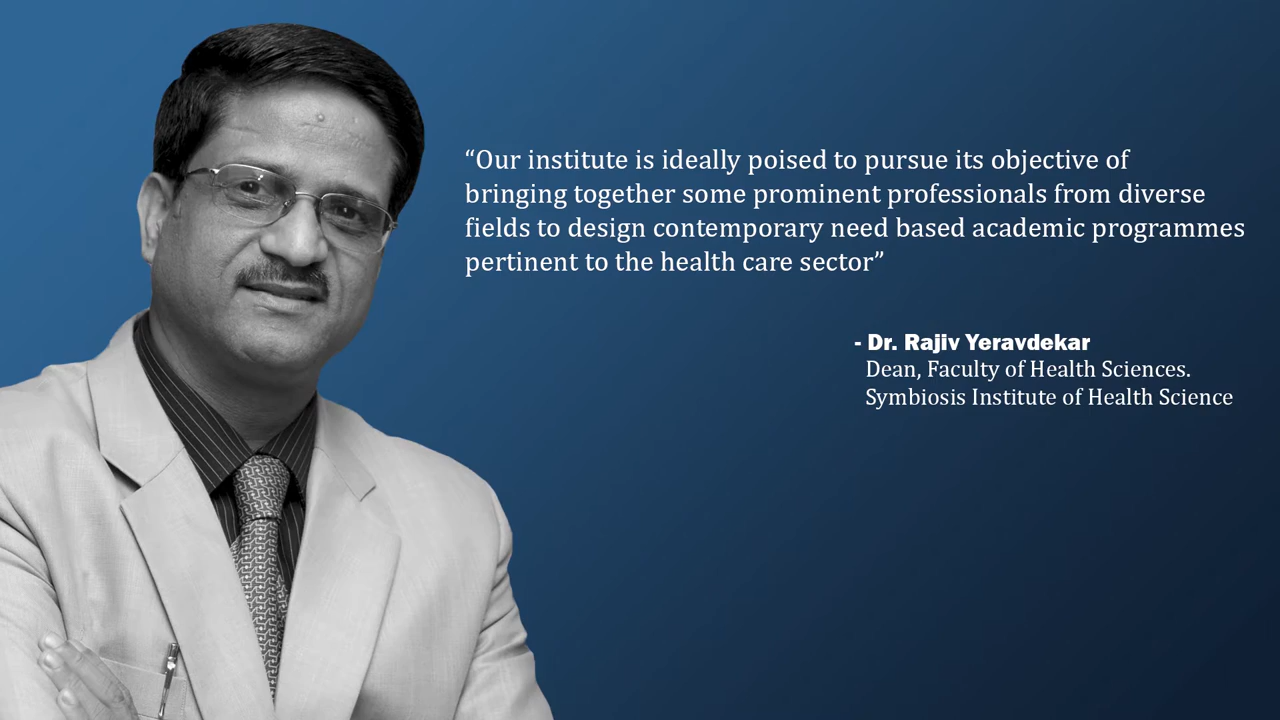 “Our institute is ideally poised to pursue its objective of
bringing together some prominent professionals from diverse
fields to design contemporary need based academic programmes
pertinent to the health care sector”
- Dr. Rajiv Yeravdekar
Dean, Faculty of Health Sciences.
Symbiosis Institute of Health Science